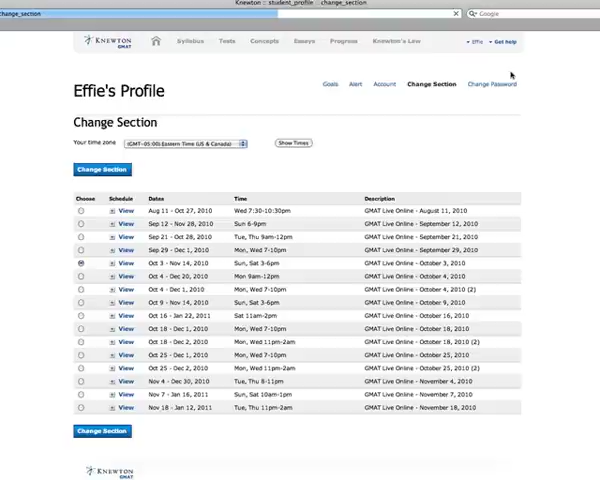 Knewton :: student_profile :: change_section
change_section
Google
KNEWTON
GMAT
Syllabus
Tests
Concepts
Essays
Progress
Knewton's Law
Effie
Get help
Effie's Profile
Goals
Alert
Account
Change Section
Change Password
Change Section
Your time zone
(GMT-05:00) Eastern Time (US & Canada)
Show Times
Change Section
Choose Schedule Dates Time Description
View Aug 11 - Oct 27, 2010 Wed 7:30-10:30pm GMAT Live Online - August 11, 2010
View Sep 12 - Nov 28, 2010 Sun 6-9pm GMAT Live Online - September 12, 2010
View Sep 21 - Oct 28, 2010 Tue, Thu 9am-12pm GMAT Live Online - September 21, 2010
View Sep 29 - Dec 1, 2010 Mon, Wed 7-10pm GMAT Live Online - September 29, 2010
View Oct 3 - Nov 14, 2010 Sun, Sat 3-6pm GMAT Live Online - October 3, 2010
View Oct 4 - Dec 20, 2010 Mon 9am-12pm GMAT Live Online - October 4, 2010
View Oct 4 - Dec 1, 2010 Mon, Wed 7-10pm GMAT Live Online - October 4, 2010 (2)
View Oct 9 - Nov 14, 2010 Sun, Sat 3-6pm GMAT Live Online - October 9, 2010
View Oct 16 - Jan 22, 2011 Sat 11am-2pm GMAT Live Online - October 16, 2010
View Oct 18 - Dec 1, 2010 Mon, Wed 7-10pm GMAT Live Online - October 18, 2010
View Oct 18 - Dec 2, 2010 Mon, Wed 11pm-2am GMAT Live Online - October 18, 2010 (2)
View Oct 25 - Dec 1, 2010 Mon, Wed 7-10pm GMAT Live Online - October 25, 2010
View Oct 25 - Dec 2, 2010 Mon, Wed 11pm-2am GMAT Live Online - October 25, 2010 (2)
View Nov 4 - Dec 30, 2010 Tue, Thu 8-11pm GMAT Live Online - November 4, 2010
View Nov 7 - Jan 16, 2011 Sun, Sat 10am-1pm GMAT Live Online - November 7, 2010
View Nov 18 - Jan 12, 2011 Tue, Thu 11pm-2am GMAT Live Online - November 18, 2010
Change Section
KNEWTON
GMAT